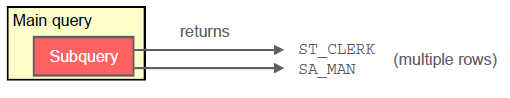 Main query
Subquery
returns
ST_CLERK
SA_MAN
(multiple rows)